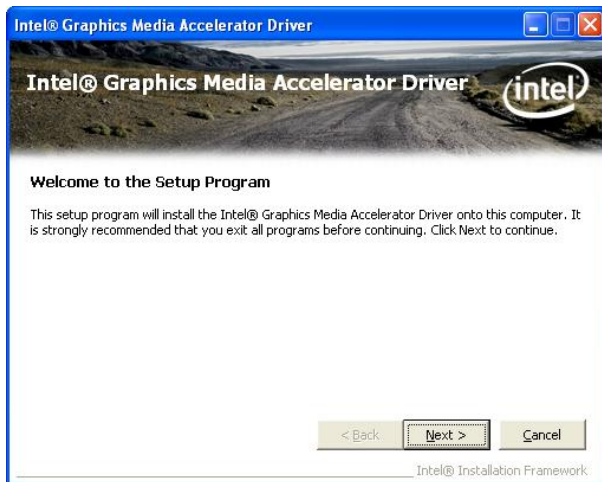 Intel® Graphics Media Accelerator Driver
Intel® Graphics Media Accelerator Driver
intel
Welcome to the Setup Program
This setup program will install the Intel® Graphics Media Accelerator Driver onto this computer. It
is strongly recommended that you exit all programs before continuing. Click Next to continue.
< Back
Next >
Cancel
Intel® Installation Framework